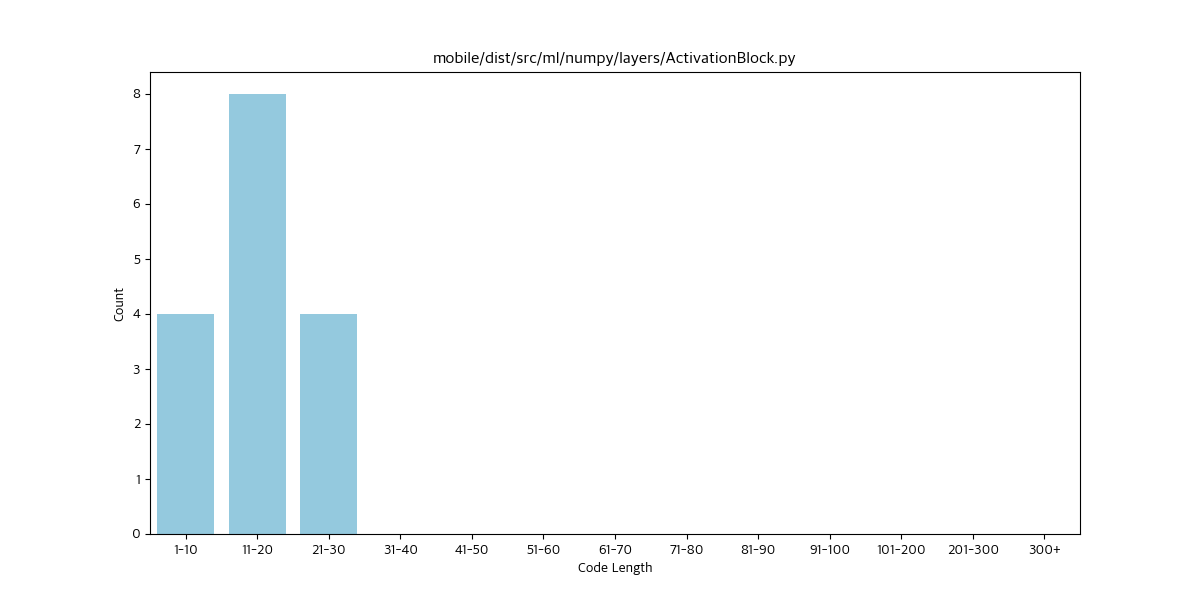 mobile/dist/src/ml/numpy/layers/ActivationBlock.py
Count
8
7
6
5
4
3
2
1
0
1-10 11-20 21-30 31-40 41-50 51-60 61-70 71-80 81-90 91-100 101-200 201-300 300+
Code Length